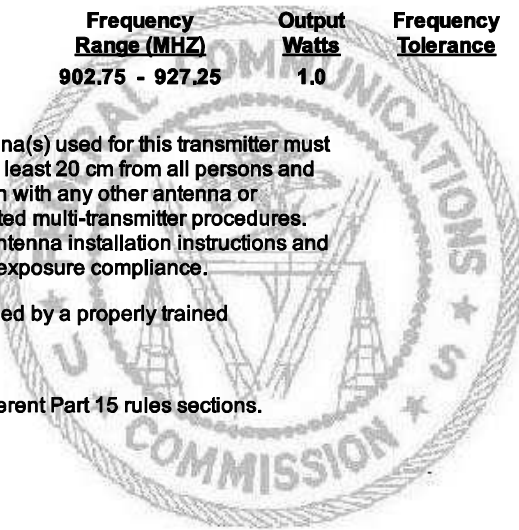 Frequency Output Frequency
Range (MHZ) Watts Tolerance
902.75 - 927.25 1.0
na(s) used for this transmitter must
least 20 cm from all persons and
n with any other antenna or
ted multi-transmitter procedures.
ntenna installation instructions and
exposure compliance.
ed by a properly trained
erent Part 15 rules sections.
COMMUNICATIONS
COMMISSION
U S